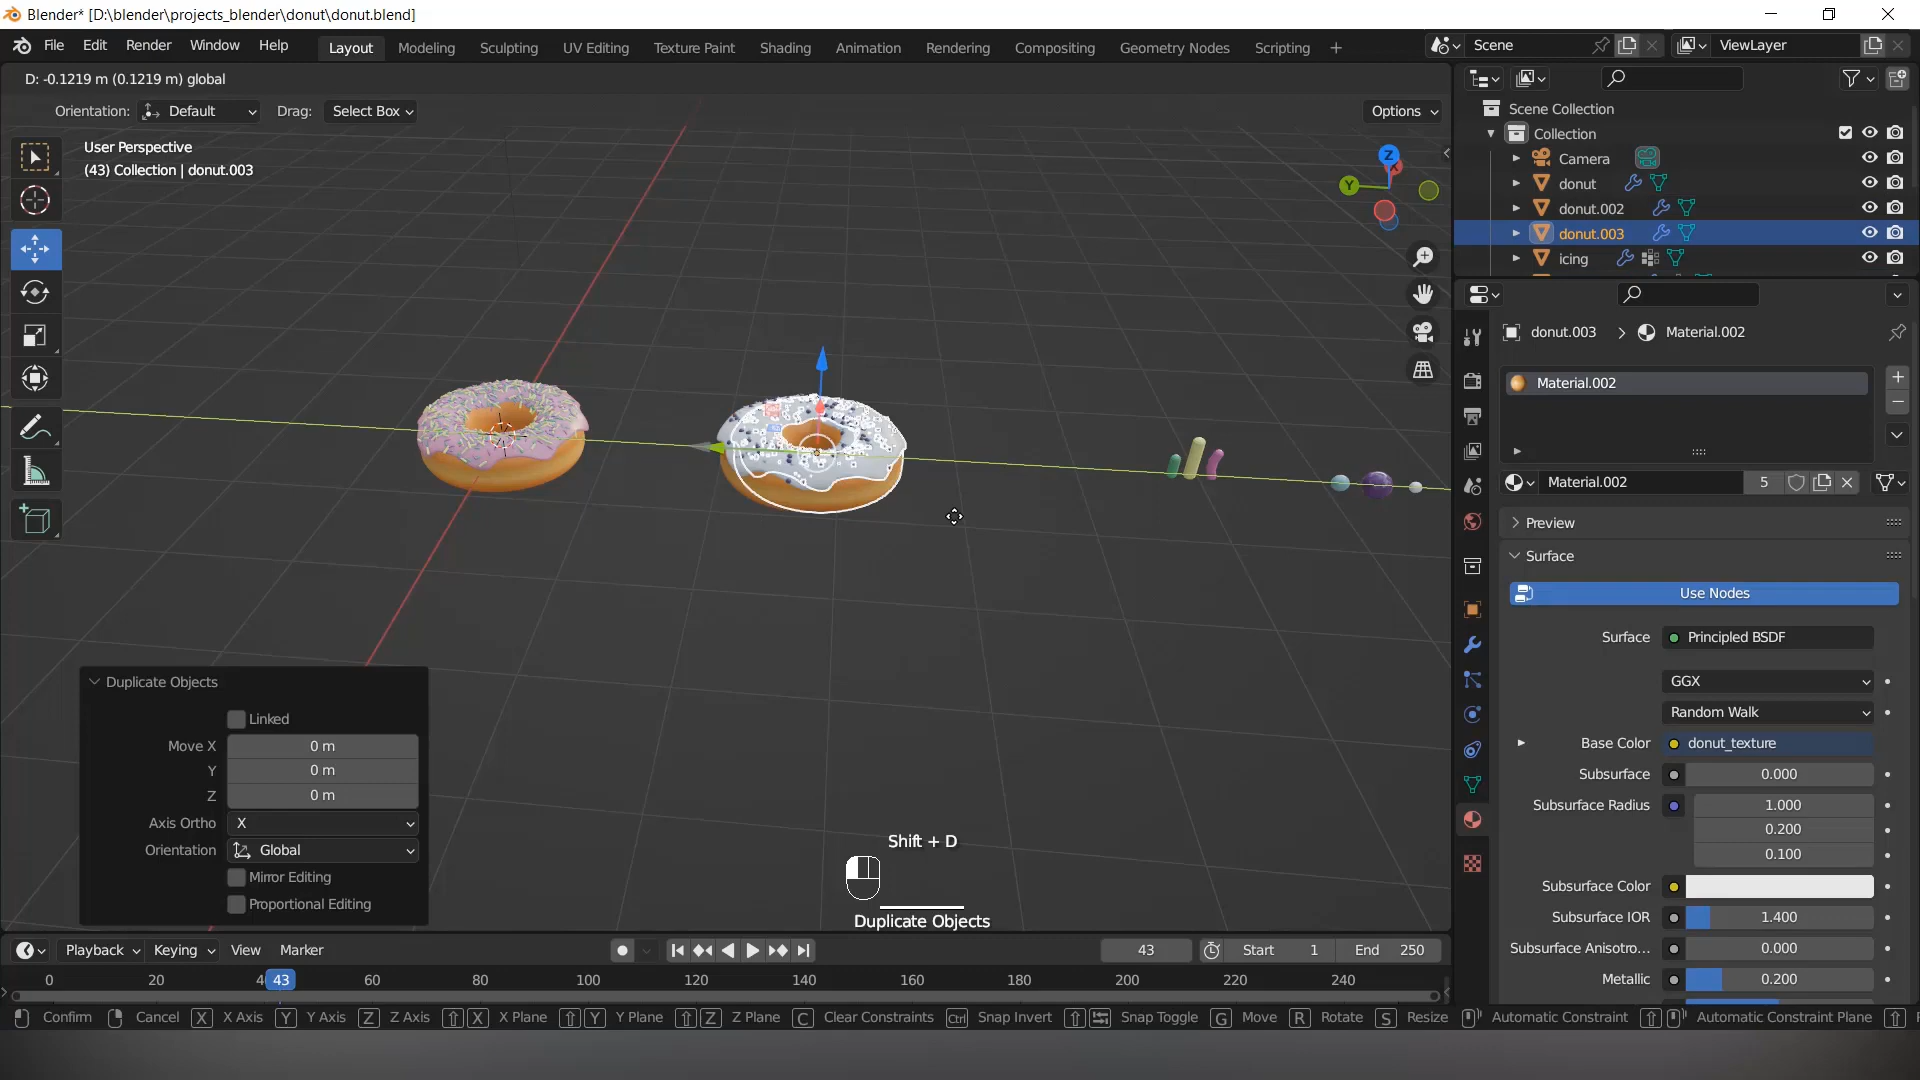 Blender* [D:\blender\projects_blender\donut\donut.blend]
File Edit Render Window Help Layout Modeling Sculpting UV Editing Texture Paint Shading Animation Rendering Compositing Geometry Nodes Scripting + Scene ViewLayer
D: -0.1219 m (0.1219 m) global
Orientation: Default Drag: Select Box Options
User Perspective
(43) Collection | donut.003
Z
X
Y
Scene Collection
Collection
Camera
donut
donut.002
donut.003
icing
donut.003 > Material.002
Material.002
Material.002 5
Preview
Surface
Use Nodes
Surface Principled BSDF
GGX
Random Walk
Base Color donut_texture
Subsurface 0.000
Subsurface Radius 1.000
0.200
0.100
Subsurface Color
Subsurface IOR 1.400
Subsurface Anisotro... 0.000
Metallic 0.200
Duplicate Objects
Linked
Move X 0 m
Y 0 m
Z 0 m
Axis Ortho X
Orientation Global
Mirror Editing
Proportional Editing
Shift + D
Duplicate Objects
Playback Keying View Marker 43 Start 1 End 250
0 20 4 43 60 80 100 120 140 160 180 200 220 240
Confirm Cancel X X Axis Y Y Axis Z Z Axis X X Plane Y Y Plane Z Z Plane C Clear Constraints Ctrl Snap Invert Snap Toggle G Move R Rotate S Resize Automatic Constraint Automatic Constraint Plane